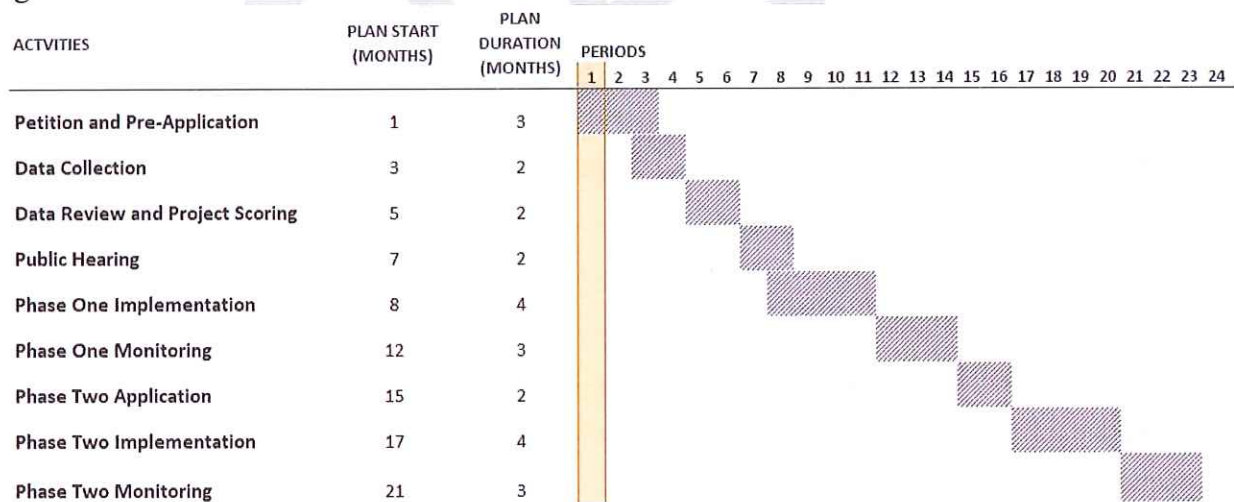 PLAN
ACTVITIES PLAN START DURATION PERIODS
(MONTHS) (MONTHS)
1 2 3 4 5 6 7 8 9 10 11 12 13 14 15 16 17 18 19 20 21 22 23 24
Petition and Pre-Application 1 3
Data Collection 3 2
Data Review and Project Scoring 5 2
Public Hearing 7 2
Phase One Implementation 8 4
Phase One Monitoring 12 3
Phase Two Application 15 2
Phase Two Implementation 17 4
Phase Two Monitoring 21 3